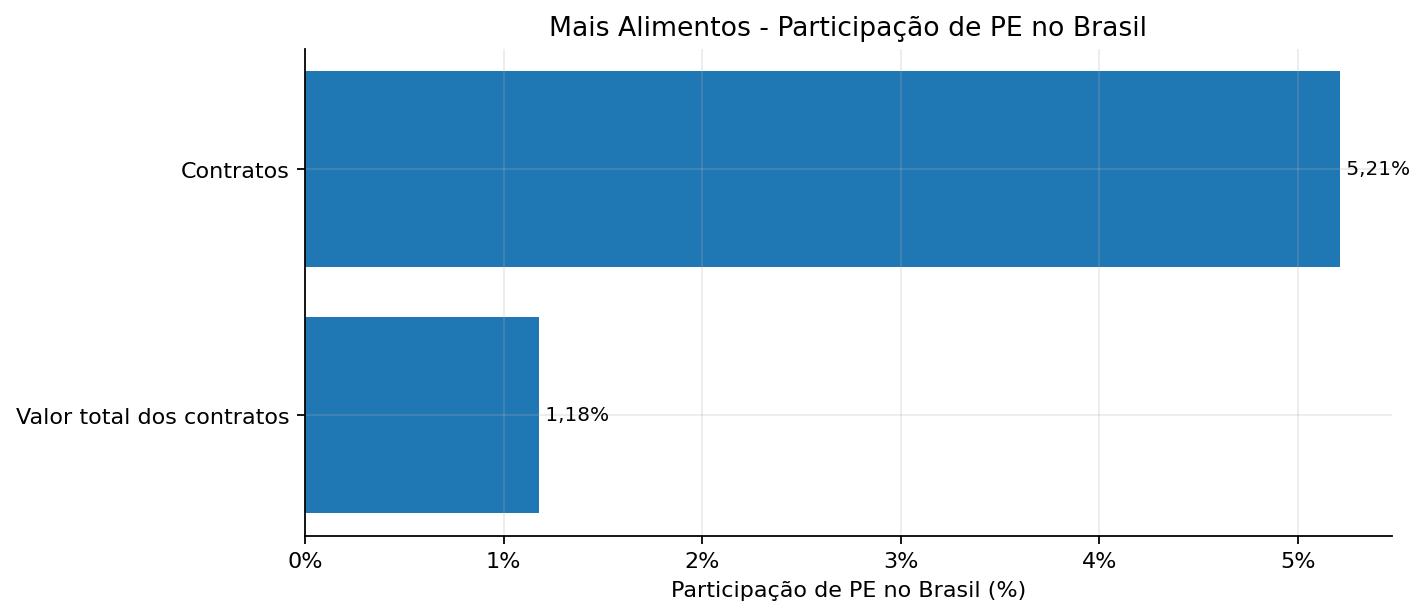 Mais Alimentos - Participação de PE no Brasil
Contratos
5,21%
Valor total dos contratos
1,18%
0% 1% 2% 3% 4% 5%
Participação de PE no Brasil (%)